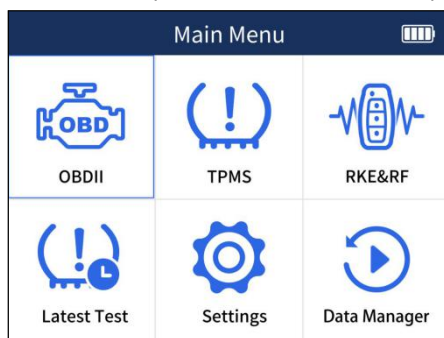 Main Menu
OBD
OBDII
TPMS
RKE&RF
Latest Test
Settings
Data Manager